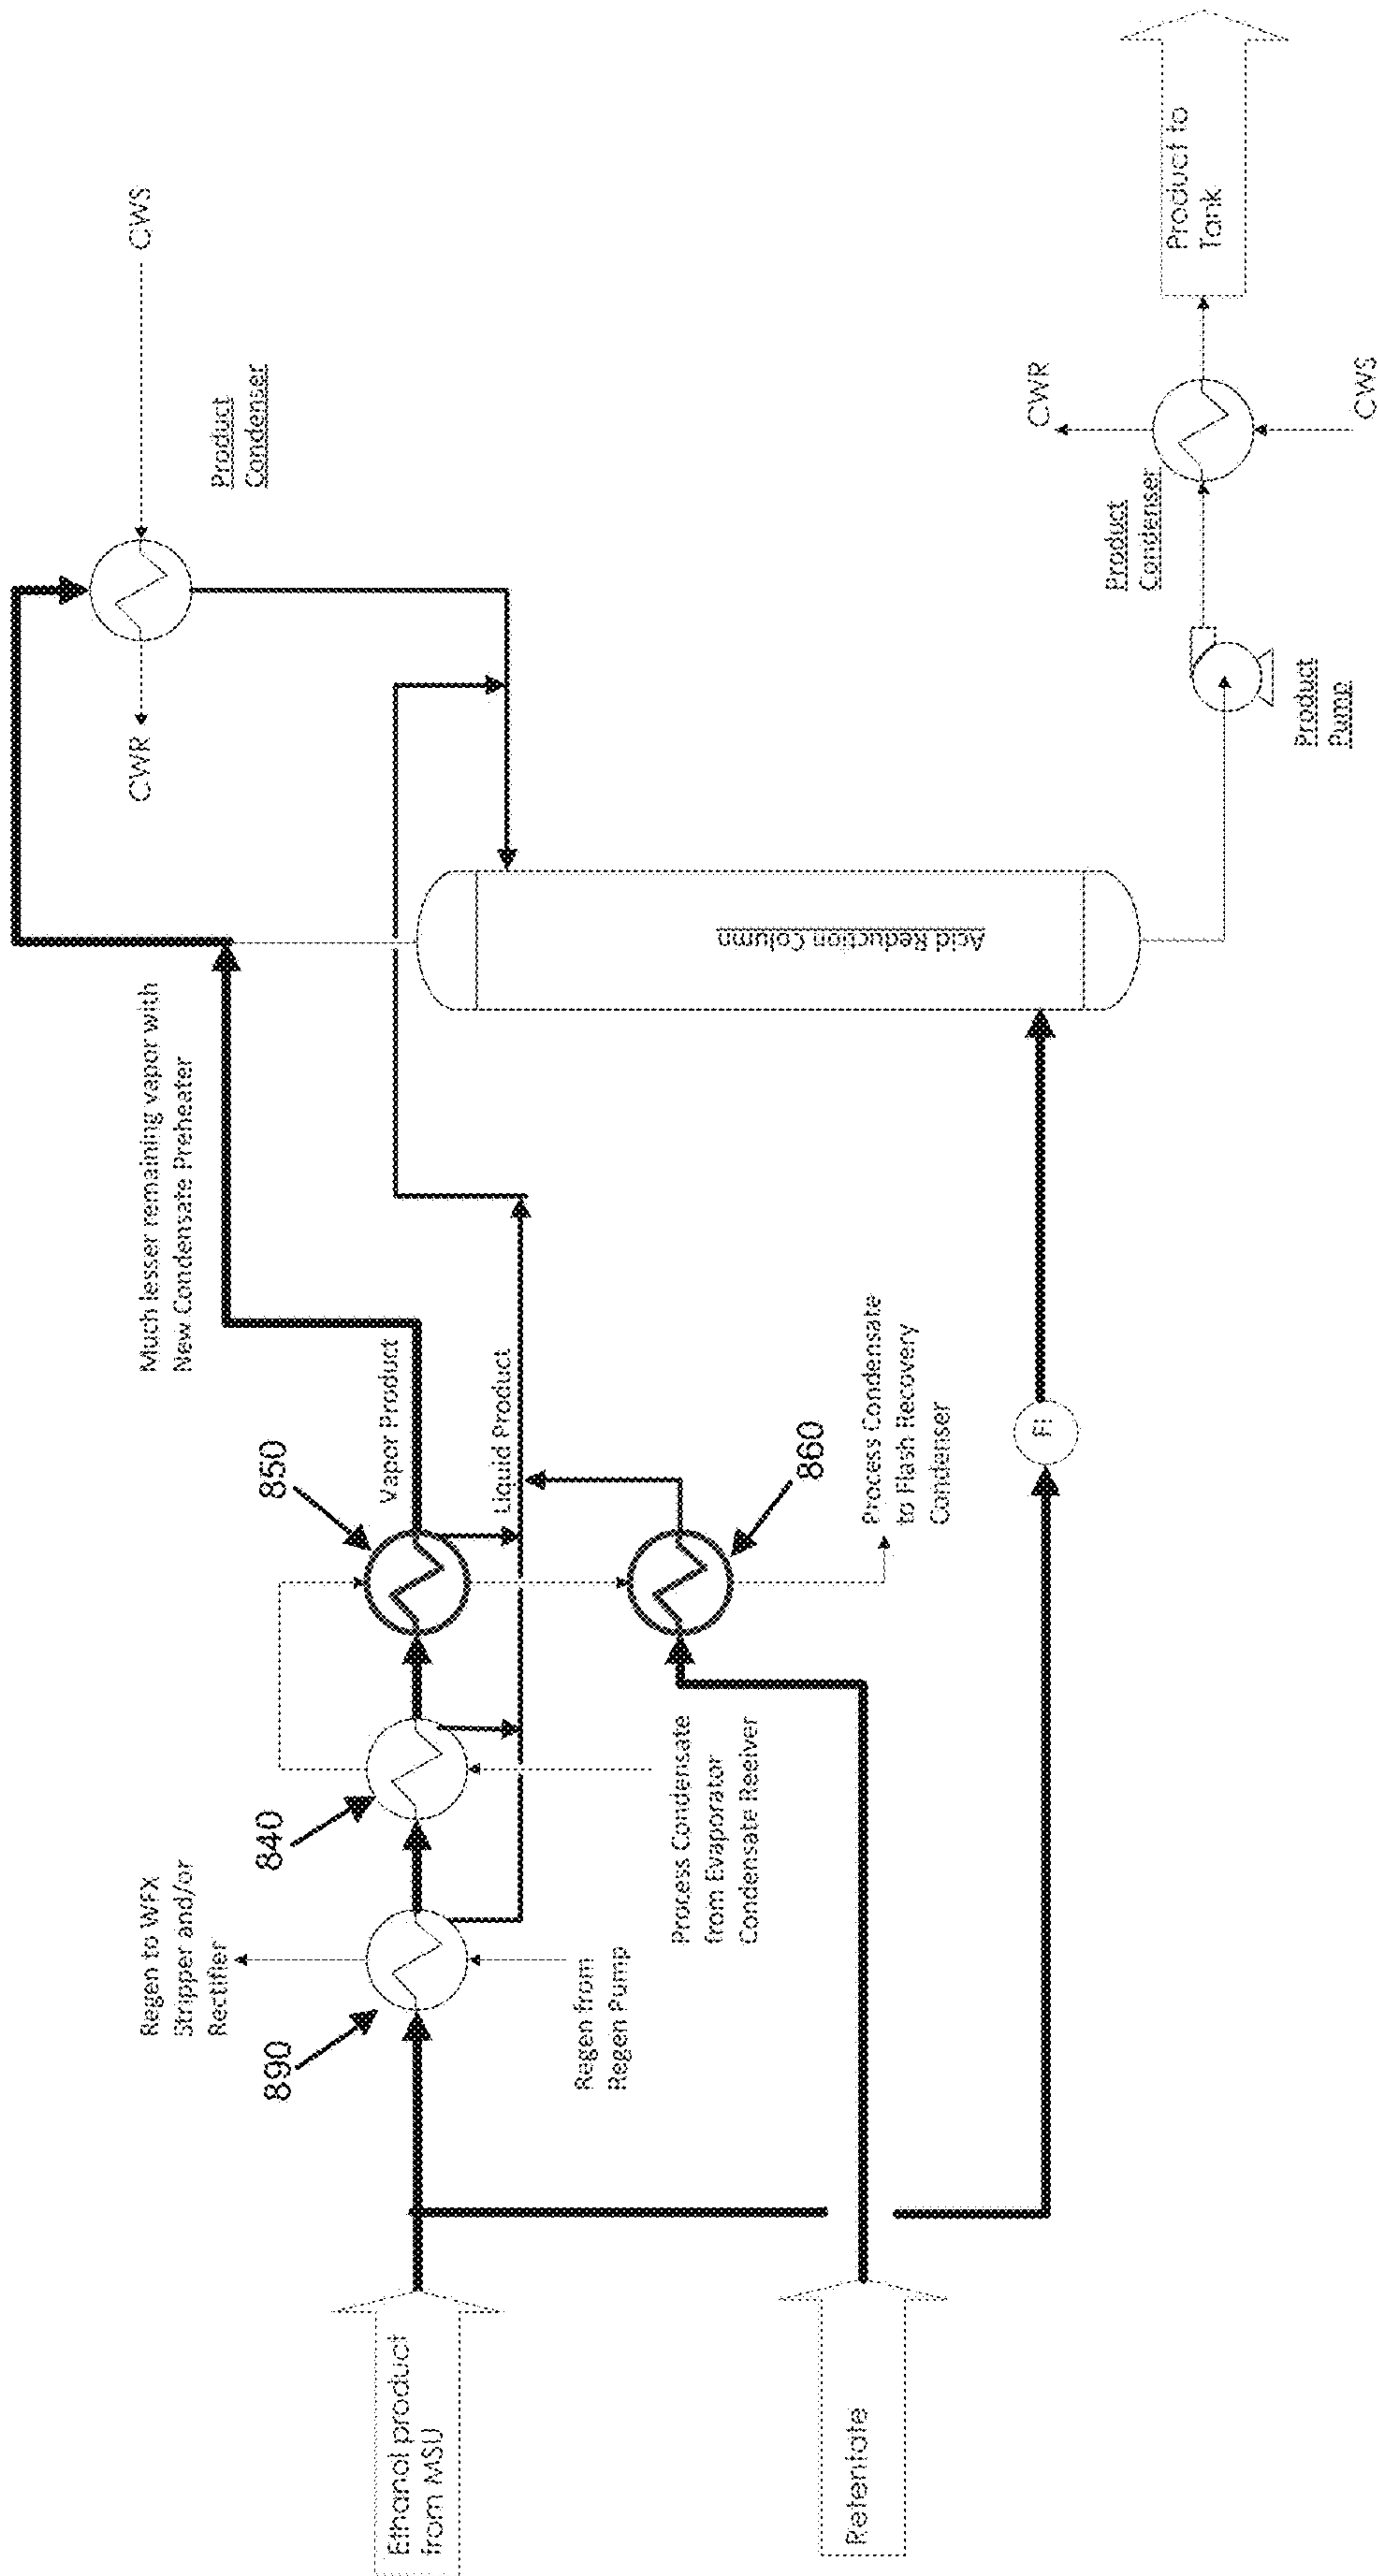 CWS
Product
Condenser
CWR
Much lesser remaining vapor with
New Condensate Preheater
Acid Reduction Column
Product to
Tank
CWR
CWS
Product
Condenser
Product
Pump
850
Vapor Product
Liquid Product
860
Process Condensate
to Flash Recovery
Condenser
FI
840
Process Condensate
from Evaporator
Condensate Reeiver
Regen to WFX
Stripper and/or
Rectifier
890
Regen from
Regen Pump
Ethanol product
from MSU
Retentate